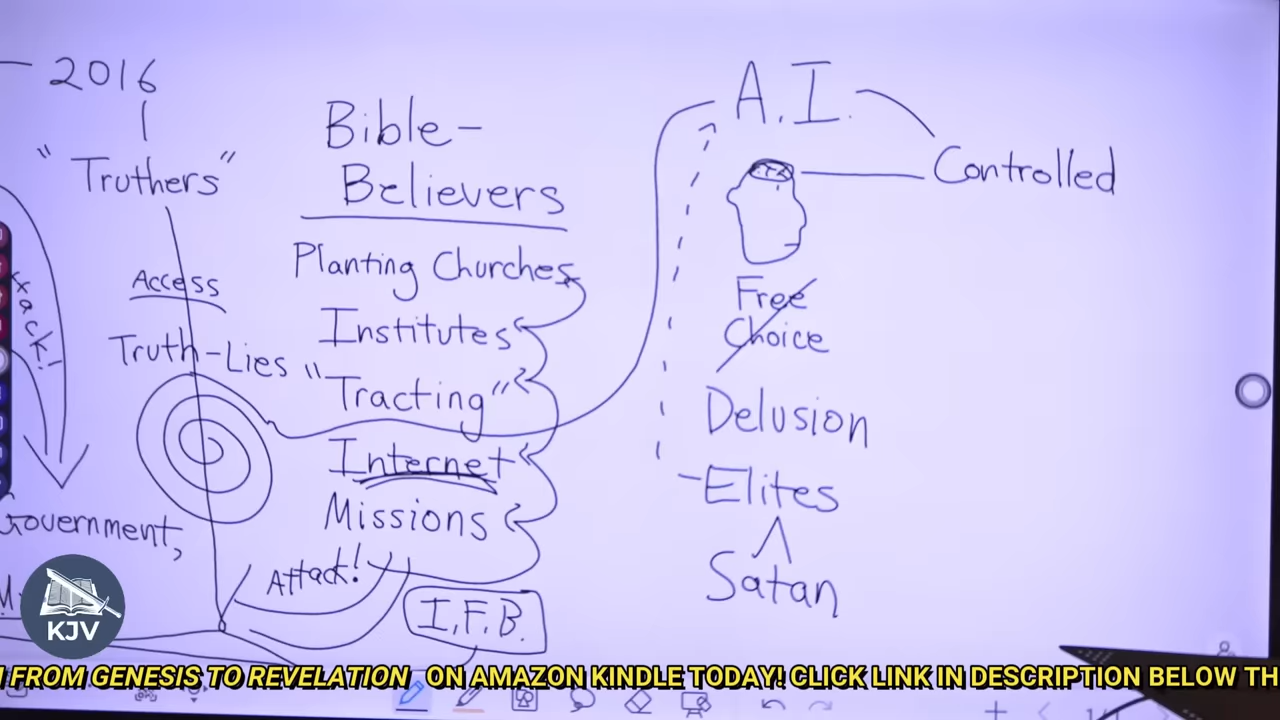 2016
"Truthers"
Access
Truth-Lies
Attack!
Government,
Bible-
Believers
Planting Churches
Institutes
"Tracting"
Internet
Missions
I.F.B.
A.I.
Controlled
Free
Choice
Delusion
-Elites
Satan
KJV
FROM GENESIS TO REVELATION ON AMAZON KINDLE TODAY! CLICK LINK IN DESCRIPTION BELOW